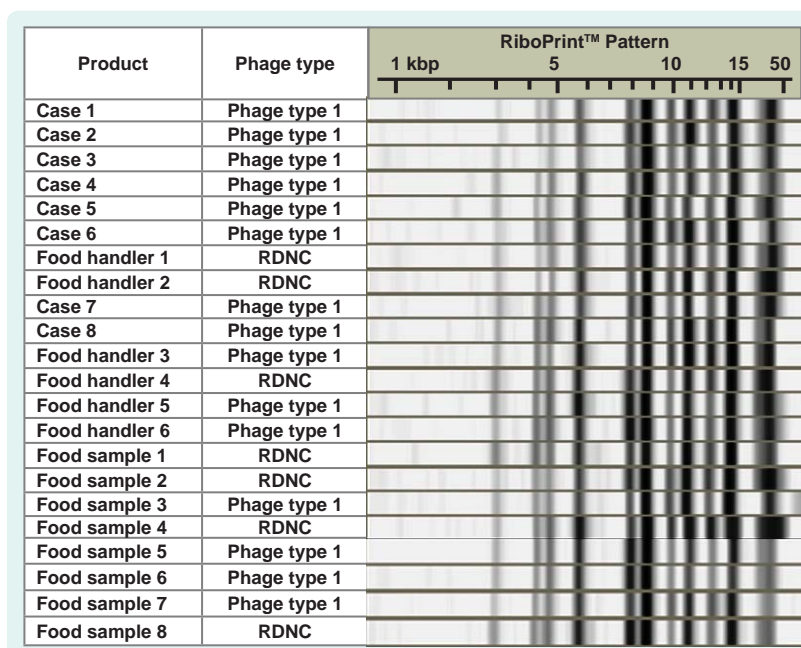 RiboPrint™ Pattern
Product Phage type 1 kbp 5 10 15 50
Case 1 Phage type 1
Case 2 Phage type 1
Case 3 Phage type 1
Case 4 Phage type 1
Case 5 Phage type 1
Case 6 Phage type 1
Food handler 1 RDNC
Food handler 2 RDNC
Case 7 Phage type 1
Case 8 Phage type 1
Food handler 3 Phage type 1
Food handler 4 RDNC
Food handler 5 Phage type 1
Food handler 6 Phage type 1
Food sample 1 RDNC
Food sample 2 RDNC
Food sample 3 Phage type 1
Food sample 4 RDNC
Food sample 5 Phage type 1
Food sample 6 Phage type 1
Food sample 7 Phage type 1
Food sample 8 RDNC